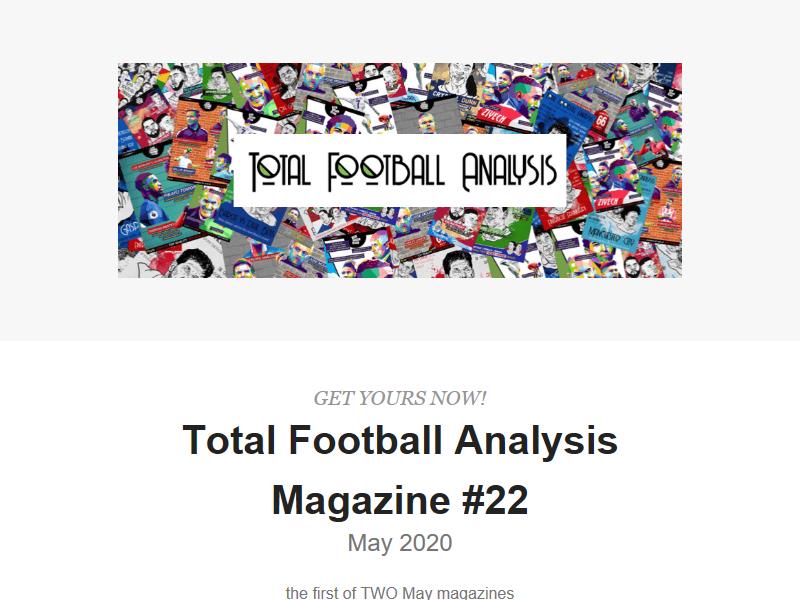 TOTAL FOOTBALL ANALYSIS
GET YOURS NOW!
Total Football Analysis
Magazine #22
May 2020
the first of TWO May magazines